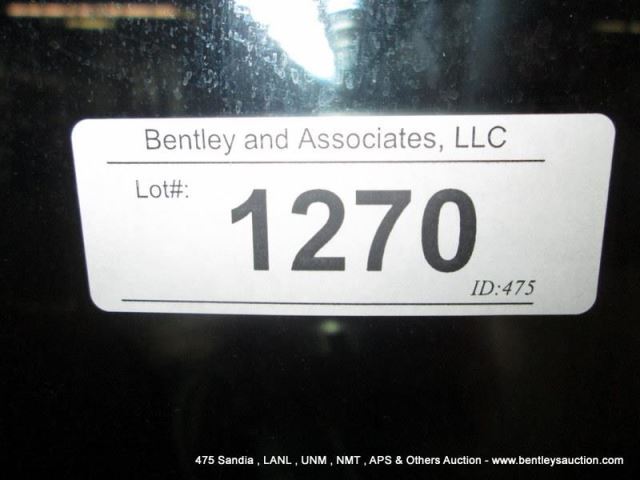 Bentley and Associates, LLC
Lot#:
1270
ID:475
475 Sandia , LANL , UNM , NMT , APS & Others Auction - www.bentleysauction.com